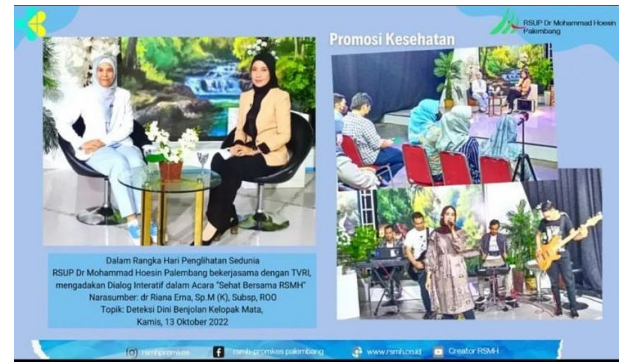 RSUP Dr Mohammad Hoesin
Palembang
Promosi Kesehatan
Dalam Rangka Hari Penglihatan Sedunia
RSUP Dr Mohammad Hoesin Palembang bekerjasama dengan TVRI,
mengadakan Dialog Interatif dalam Acara "Sehat Bersama RSMH"
Narasumber: dr Riana Erna, Sp.M (K), Subsp, ROO
Topik: Deteksi Dini Benjolan Kelopak Mata,
Kamis, 13 Oktober 2022
rsmhpromkes
rsmh-promkes palembang
www.rsmh.co.id
Creator RSMH